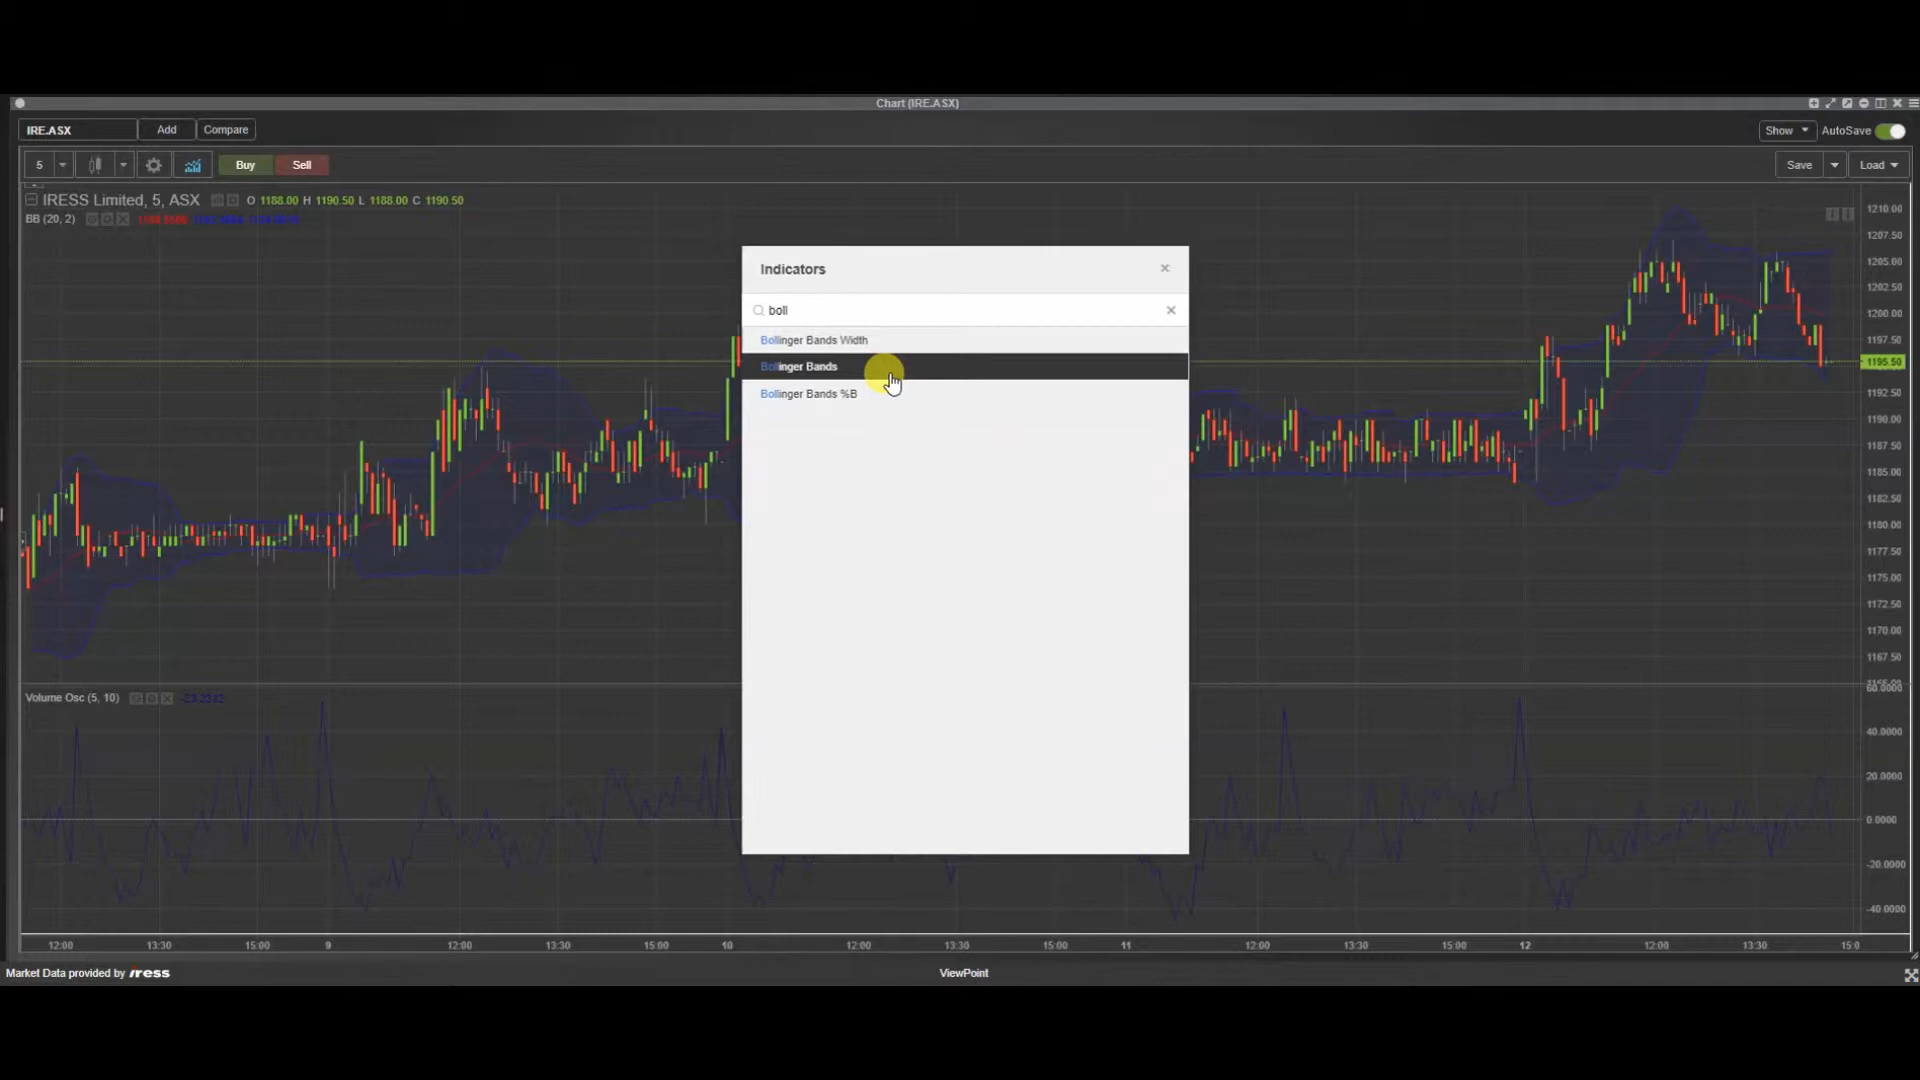 Chart (IRE.ASX)
IRE.ASX Add Compare Show AutoSave
5 Buy Sell Save Load
IRESS Limited, 5, ASX O 1188.00 H 1190.50 L 1188.00 C 1190.50
BB (20, 2)
Indicators
boll
Bollinger Bands Width
Bollinger Bands
Bollinger Bands %B
1210.00
1207.50
1205.00
1202.50
1200.00
1197.50
1195.50
1192.50
1190.00
1187.50
1185.00
1182.50
1180.00
1177.50
1175.00
1172.50
1170.00
1167.50
1165.00
60.0000
Volume Osc (5, 10)
40.0000
20.0000
0.0000
-20.0000
-40.0000
12:00 13:30 15:00 9 12:00 13:30 15:00 10 12:00 13:30 15:00 11 12:00 13:30 15:00 12 12:00 13:30 15:0
Market Data provided by iress ViewPoint